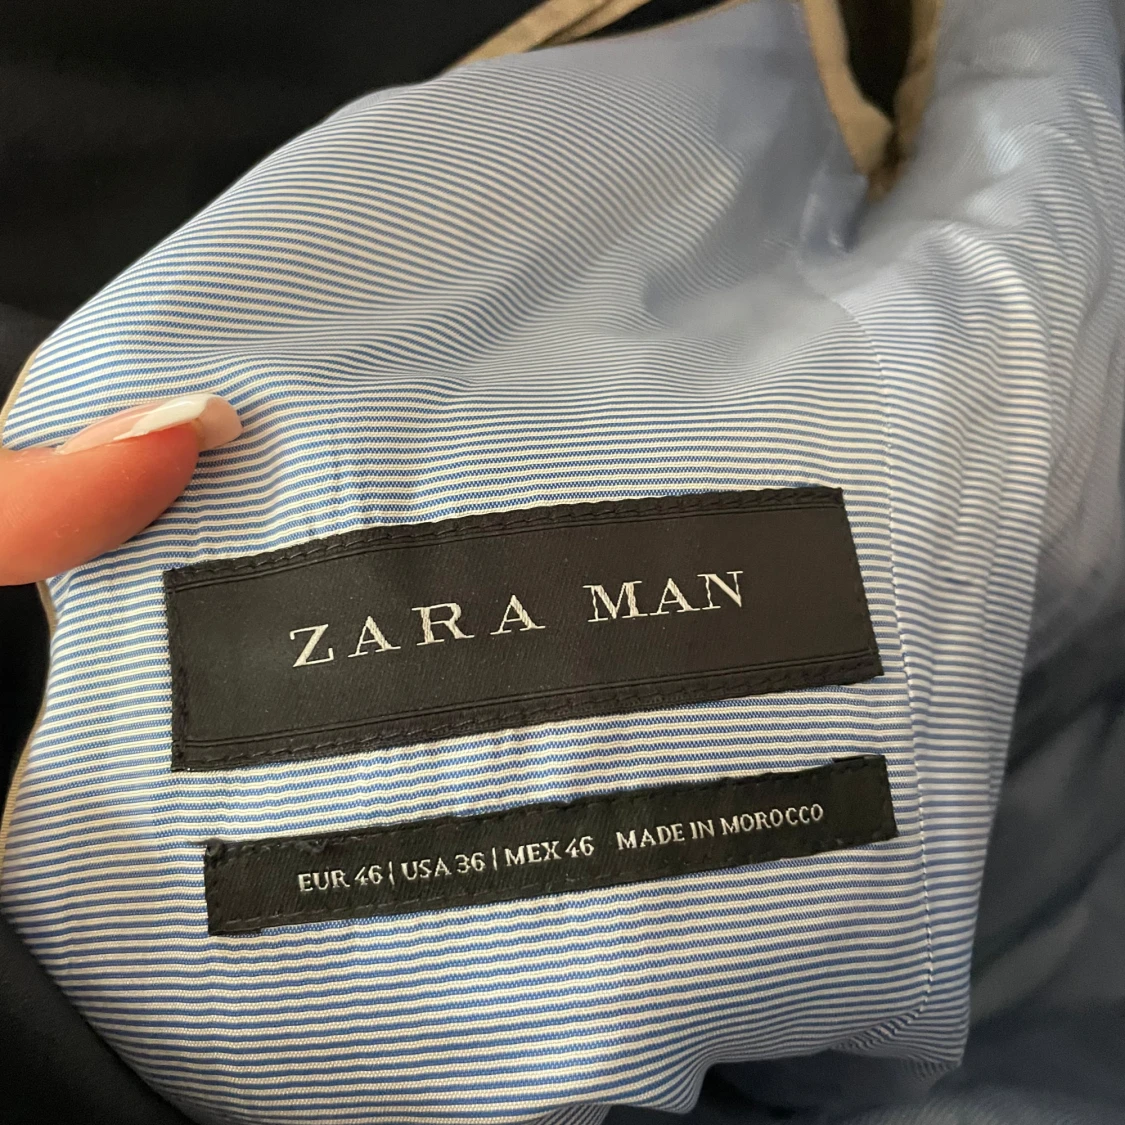 ZARA MAN
EUR 46 | USA 36 | MEX 46 MADE IN MOROCCO